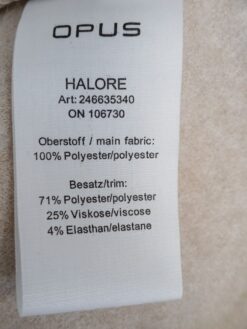 OPUS
HALORE
Art: 246635340
ON 106730
Oberstoff / main fabric:
100% Polyester/polyester
Besatz/trim:
71% Polyester/polyester
25% Viskose/viscose
4% Elasthan/elastane